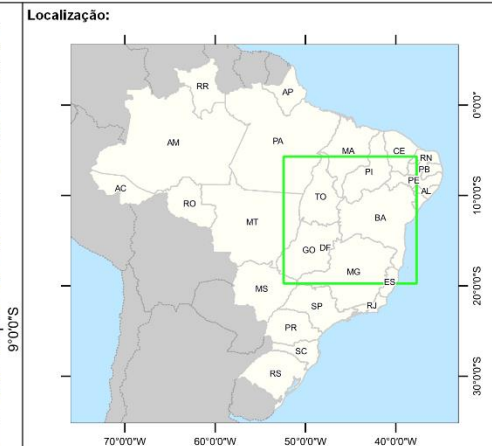 Localização:
RR
AP
AM
PA
MA
CE
RN
PB
PI
PE
AL
AC
TO
RO
BA
MT
GO
DF
MG
ES
MS
SP
RJ
PR
SC
RS
0°0'0"
10°0'0"S
20°0'0"S
30°0'0"S
9°0'0"S
70°0'0"W
60°0'0"W
50°0'0"W
40°0'0"W